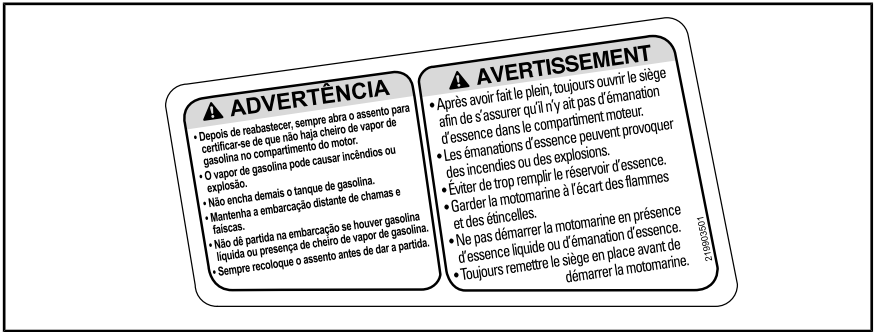 ADVERTÊNCIA
• Depois de reabastecer, sempre abra o assento para
certificar-se de que não haja cheiro de vapor de
gasolina no compartimento do motor.
• O vapor de gasolina pode causar incêndios ou
explosão.
• Não encha demais o tanque de gasolina.
• Mantenha a embarcação distante de chamas e
faíscas.
• Não dê partida na embarcação se houver gasolina
líquida ou presença de cheiro de vapor de gasolina.
• Sempre recoloque o assento antes de dar a partida.
AVERTISSEMENT
• Après avoir fait le plein, toujours ouvrir le siège
afin de s'assurer qu'il n'y ait pas d'émanation
d'essence dans le compartiment moteur.
• Les émanations d'essence peuvent provoquer
des incendies ou des explosions.
• Éviter de trop remplir le réservoir d'essence.
• Garder la motomarine à l'écart des flammes
et des étincelles.
• Ne pas démarrer la motomarine en présence
d'essence liquide ou d'émanation d'essence.
• Toujours remettre le siège en place avant de
démarrer la motomarine.
219903501